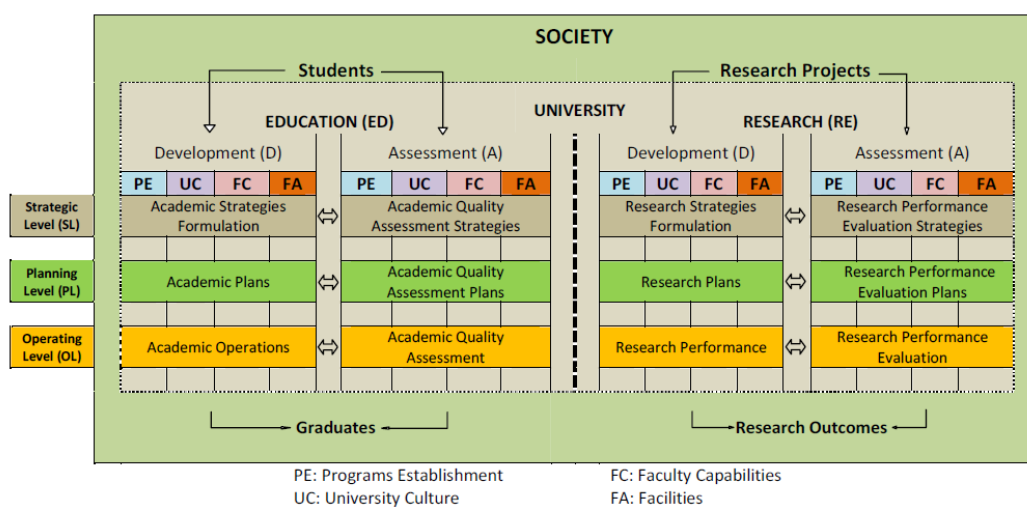 SOCIETY
Students
Research Projects
UNIVERSITY
EDUCATION (ED)
RESEARCH (RE)
Development (D)
Assessment (A)
Development (D)
Assessment (A)
PE UC FC FA
PE UC FC FA
PE UC FC FA
PE UC FC FA
Strategic
Level (SL)
Academic Strategies
Formulation
Academic Quality
Assessment Strategies
Research Strategies
Formulation
Research Performance
Evaluation Strategies
Planning
Level (PL)
Academic Plans
Academic Quality
Assessment Plans
Research Plans
Research Performance
Evaluation Plans
Operating
Level (OL)
Academic Operations
Academic Quality
Assessment
Research Performance
Research Performance
Evaluation
Graduates
Research Outcomes
PE: Programs Establishment
UC: University Culture
FC: Faculty Capabilities
FA: Facilities